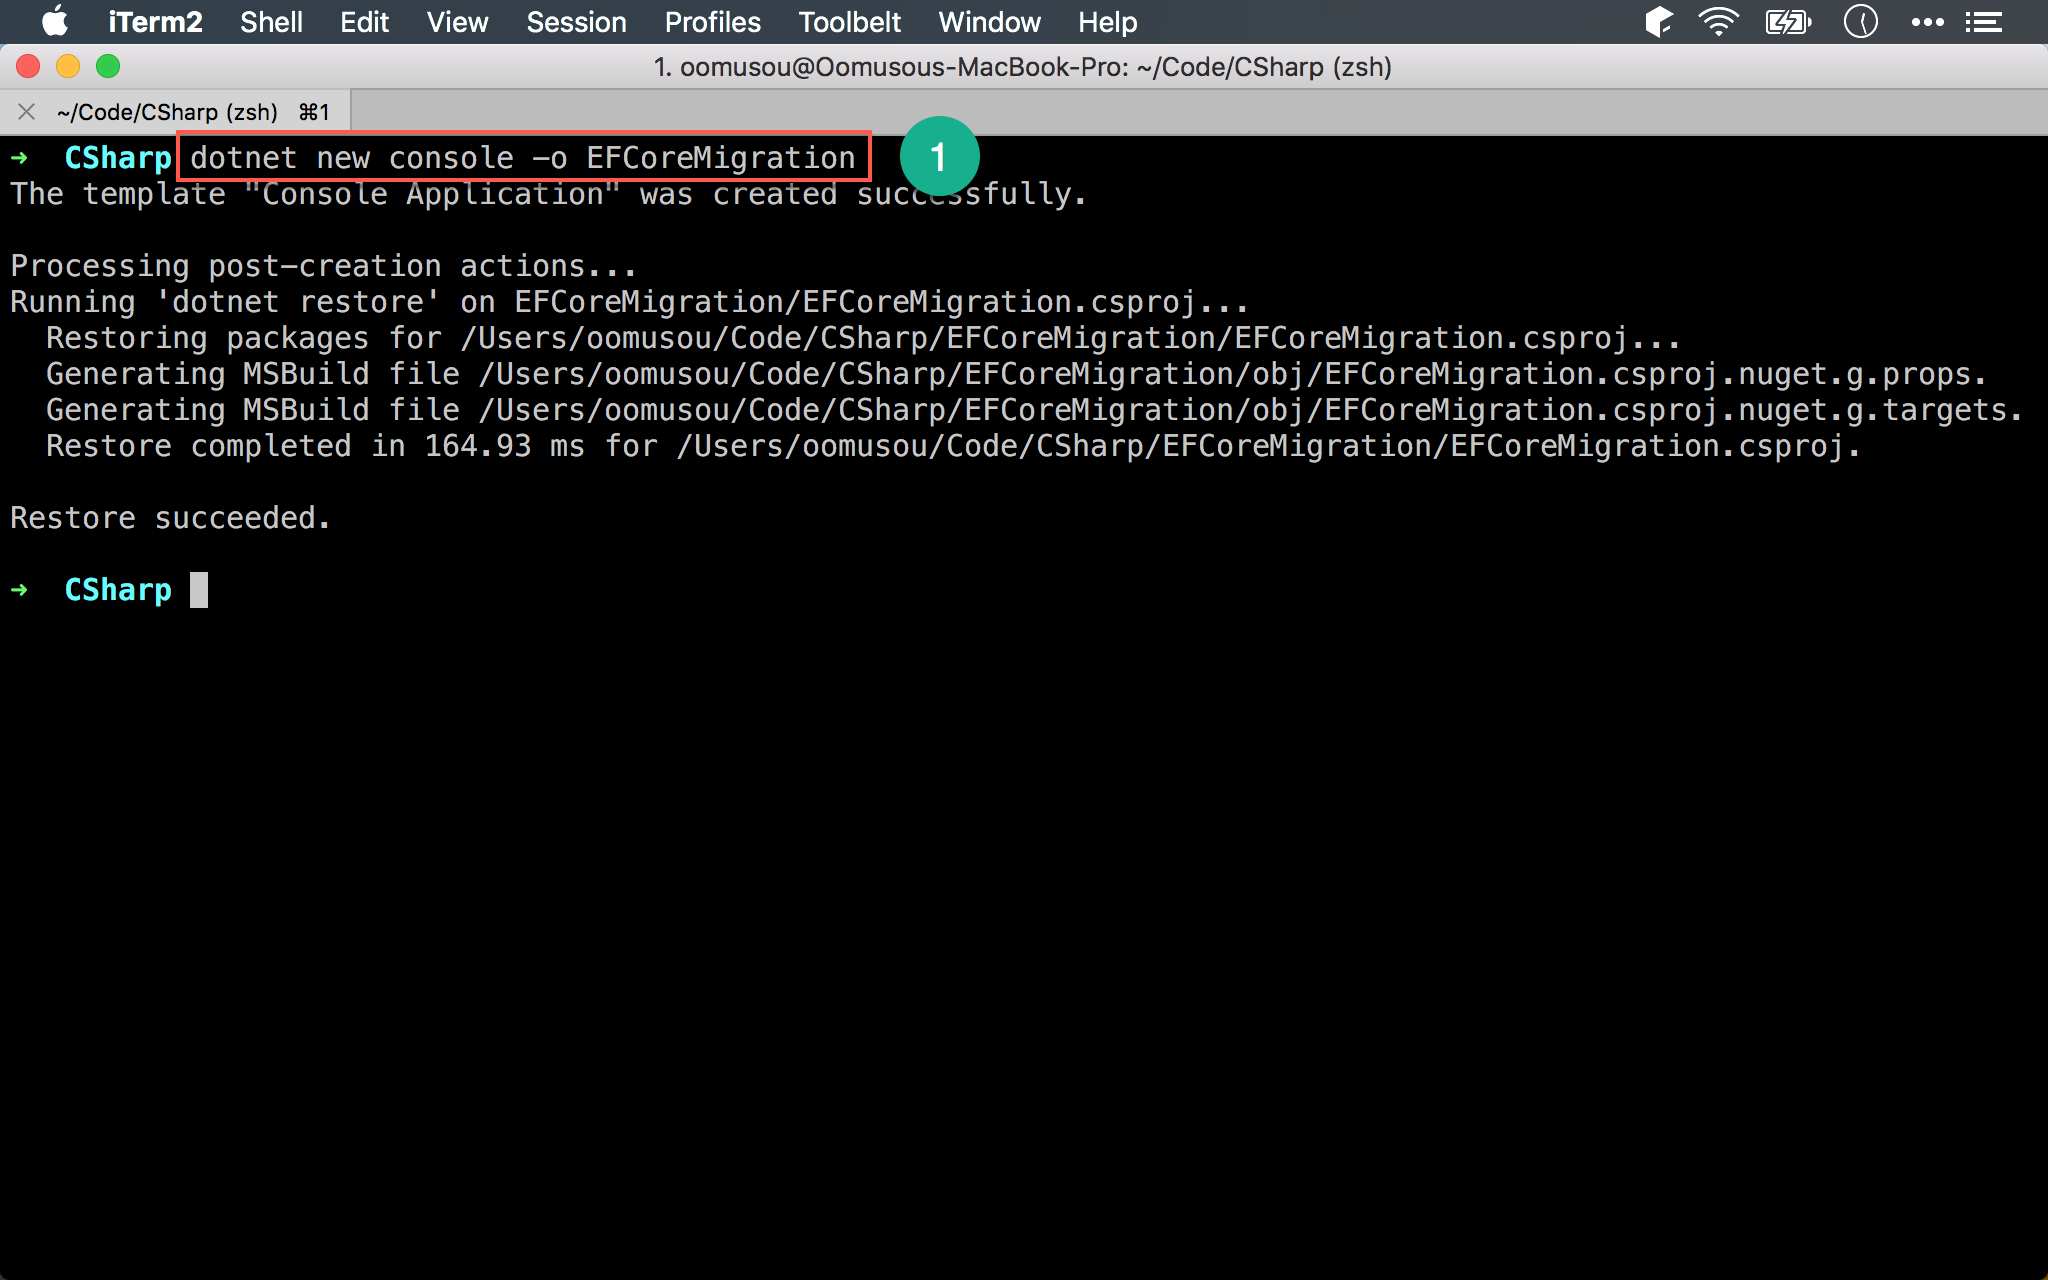 iTerm2 Shell Edit View Session Profiles Toolbelt Window Help
1. oomusou@Oomusous-MacBook-Pro: ~/Code/CSharp (zsh)
~/Code/CSharp (zsh) ⌘1
➜ CSharp dotnet new console -o EFCoreMigration 1
The template "Console Application" was created successfully.
Processing post-creation actions...
Running 'dotnet restore' on EFCoreMigration/EFCoreMigration.csproj...
Restoring packages for /Users/oomusou/Code/CSharp/EFCoreMigration/EFCoreMigration.csproj...
Generating MSBuild file /Users/oomusou/Code/CSharp/EFCoreMigration/obj/EFCoreMigration.csproj.nuget.g.props.
Generating MSBuild file /Users/oomusou/Code/CSharp/EFCoreMigration/obj/EFCoreMigration.csproj.nuget.g.targets.
Restore completed in 164.93 ms for /Users/oomusou/Code/CSharp/EFCoreMigration/EFCoreMigration.csproj.
Restore succeeded.
➜ CSharp